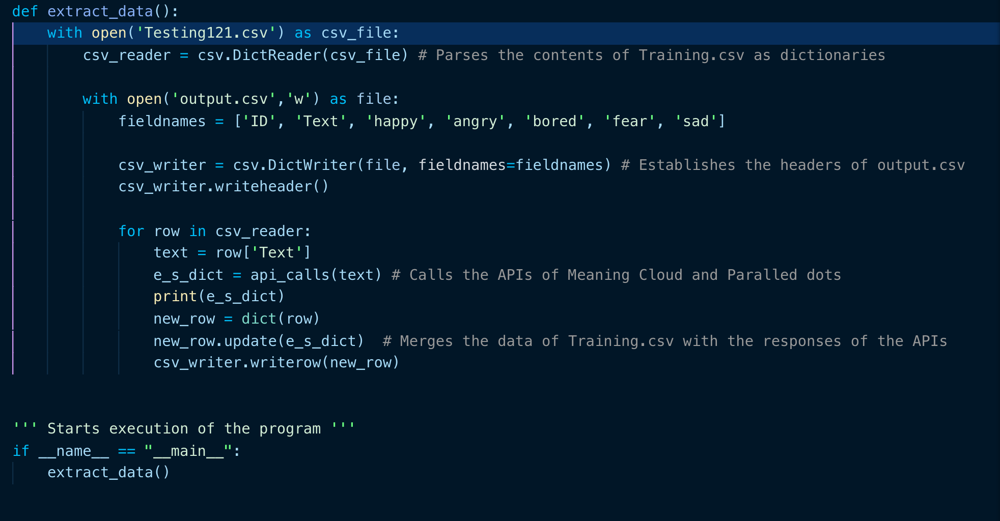 def extract_data():
    with open('Testing121.csv') as csv_file:
        csv_reader = csv.DictReader(csv_file) # Parses the contents of Training.csv as dictionaries
        with open('output.csv','w') as file:
            fieldnames = ['ID', 'Text', 'happy', 'angry', 'bored', 'fear', 'sad']
            csv_writer = csv.DictWriter(file, fieldnames=fieldnames) # Establishes the headers of output.csv
            csv_writer.writeheader()
            for row in csv_reader:
                text = row['Text']
                e_s_dict = api_calls(text) # Calls the APIs of Meaning Cloud and Paralled dots
                print(e_s_dict)
                new_row = dict(row)
                new_row.update(e_s_dict)  # Merges the data of Training.csv with the responses of the APIs
                csv_writer.writerow(new_row)
''' Starts execution of the program '''
if __name__ == "__main__":
    extract_data()